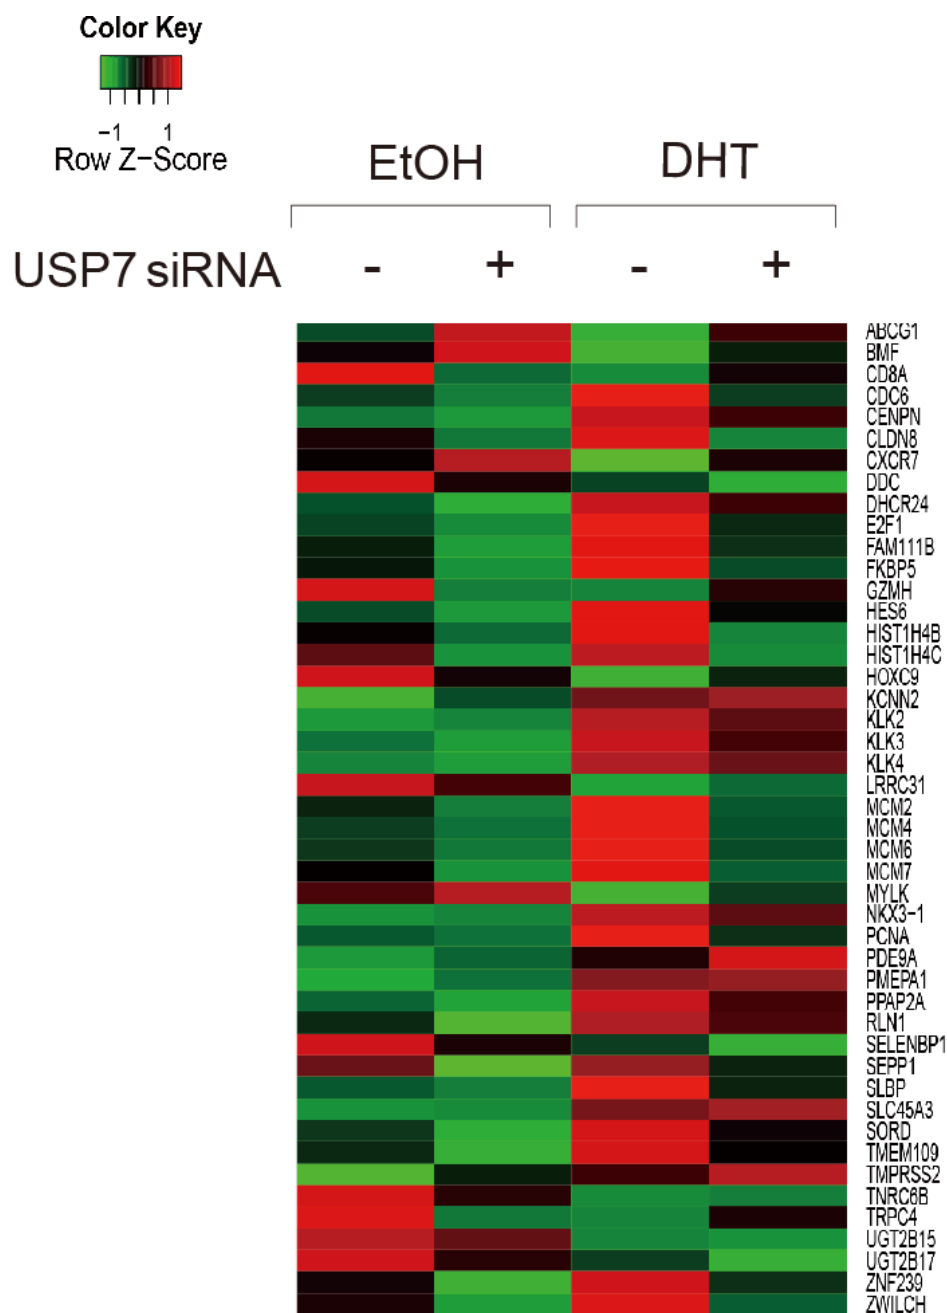 Color Key
−1 1
Row Z−Score
EtOH DHT
USP7 siRNA - + - +
ABCG1
BMF
CD8A
CDC6
CENPN
CLDN8
CXCR7
DDC
DHCR24
E2F1
FAM111B
FKBP5
GZMH
HES6
HIST1H4B
HIST1H4C
HOXC9
KCNN2
KLK2
KLK3
KLK4
LRRC31
MCM2
MCM4
MCM6
MCM7
MYLK
NKX3−1
PCNA
PDE9A
PMEPA1
PPAP2A
RLN1
SELENBP1
SEPP1
SLBP
SLC45A3
SORD
TMEM109
TMPRSS2
TNRC6B
TRPC4
UGT2B15
UGT2B17
ZNF239
ZWILCH